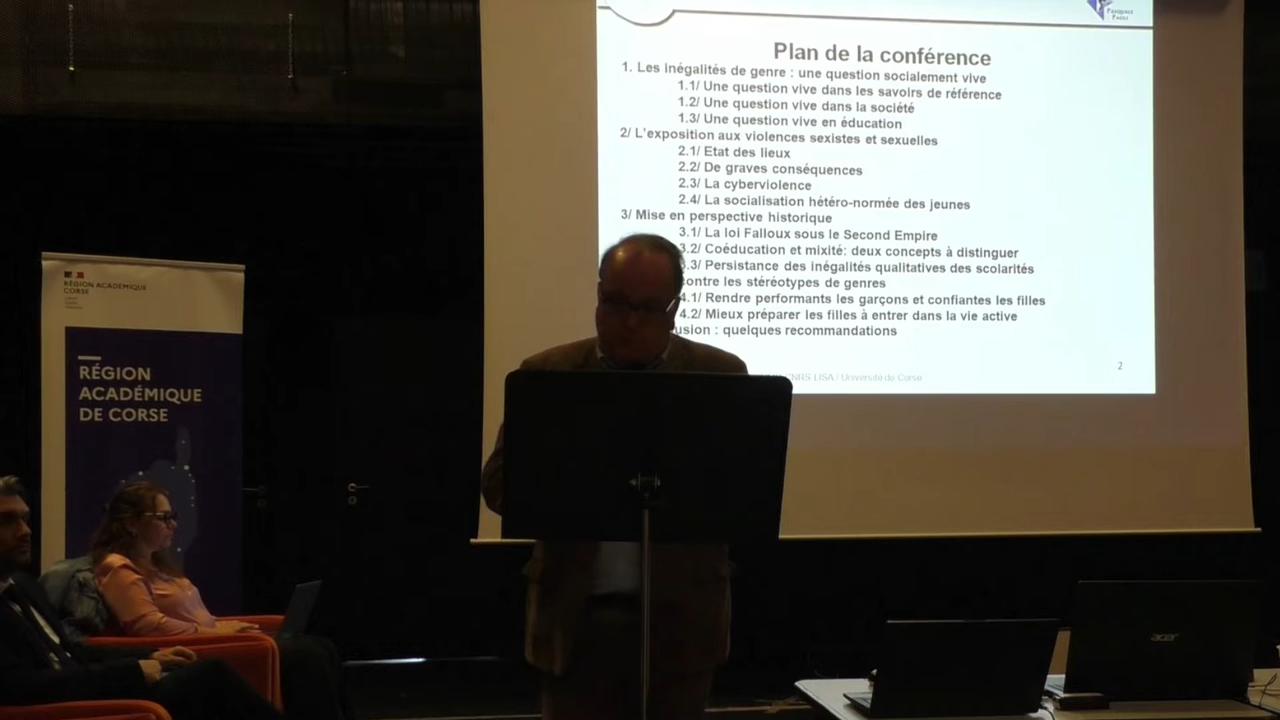 PASQUALE
PAOLI
Plan de la conférence
1. Les inégalités de genre : une question socialement vive
1.1/ Une question vive dans les savoirs de référence
1.2/ Une question vive dans la société
1.3/ Une question vive en éducation
2/ L'exposition aux violences sexistes et sexuelles
2.1/ Etat des lieux
2.2/ De graves conséquences
2.3/ La cyberviolence
2.4/ La socialisation hétéro-normée des jeunes
3/ Mise en perspective historique
3.1/ La loi Falloux sous le Second Empire
3.2/ Coéducation et mixité: deux concepts à distinguer
.3/ Persistance des inégalités qualitatives des scolarités
contre les stéréotypes de genres
4.1/ Rendre performants les garçons et confiantes les filles
4.2/ Mieux préparer les filles à entrer dans la vie active
usion : quelques recommandations
CNRS LISA / Université de Corse
2
RÉGION ACADÉMIQUE
CORSE
RÉGION
ACADÉMIQUE
DE CORSE
acer